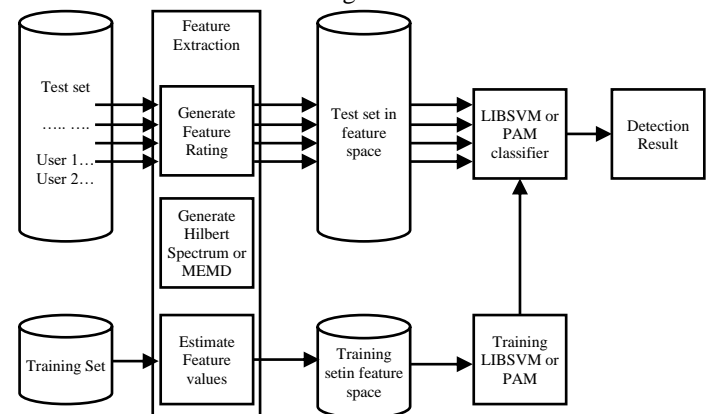 Feature
Extraction
Test set
….. ….
User 1…
User 2…
Generate
Feature
Rating
Test set in
feature
space
LIBSVM or
PAM
classifier
Detection
Result
Generate
Hilbert
Spectrum or
MEMD
Training Set
Estimate
Feature
values
Training
setin feature
space
Training
LIBSVM or
PAM